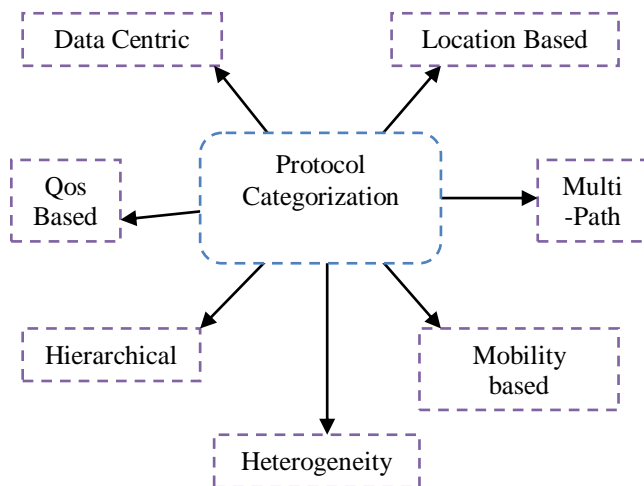 Data Centric
Location Based
Protocol
Categorization
Qos
Based
Multi
-Path
Hierarchical
Mobility
based
Heterogeneity